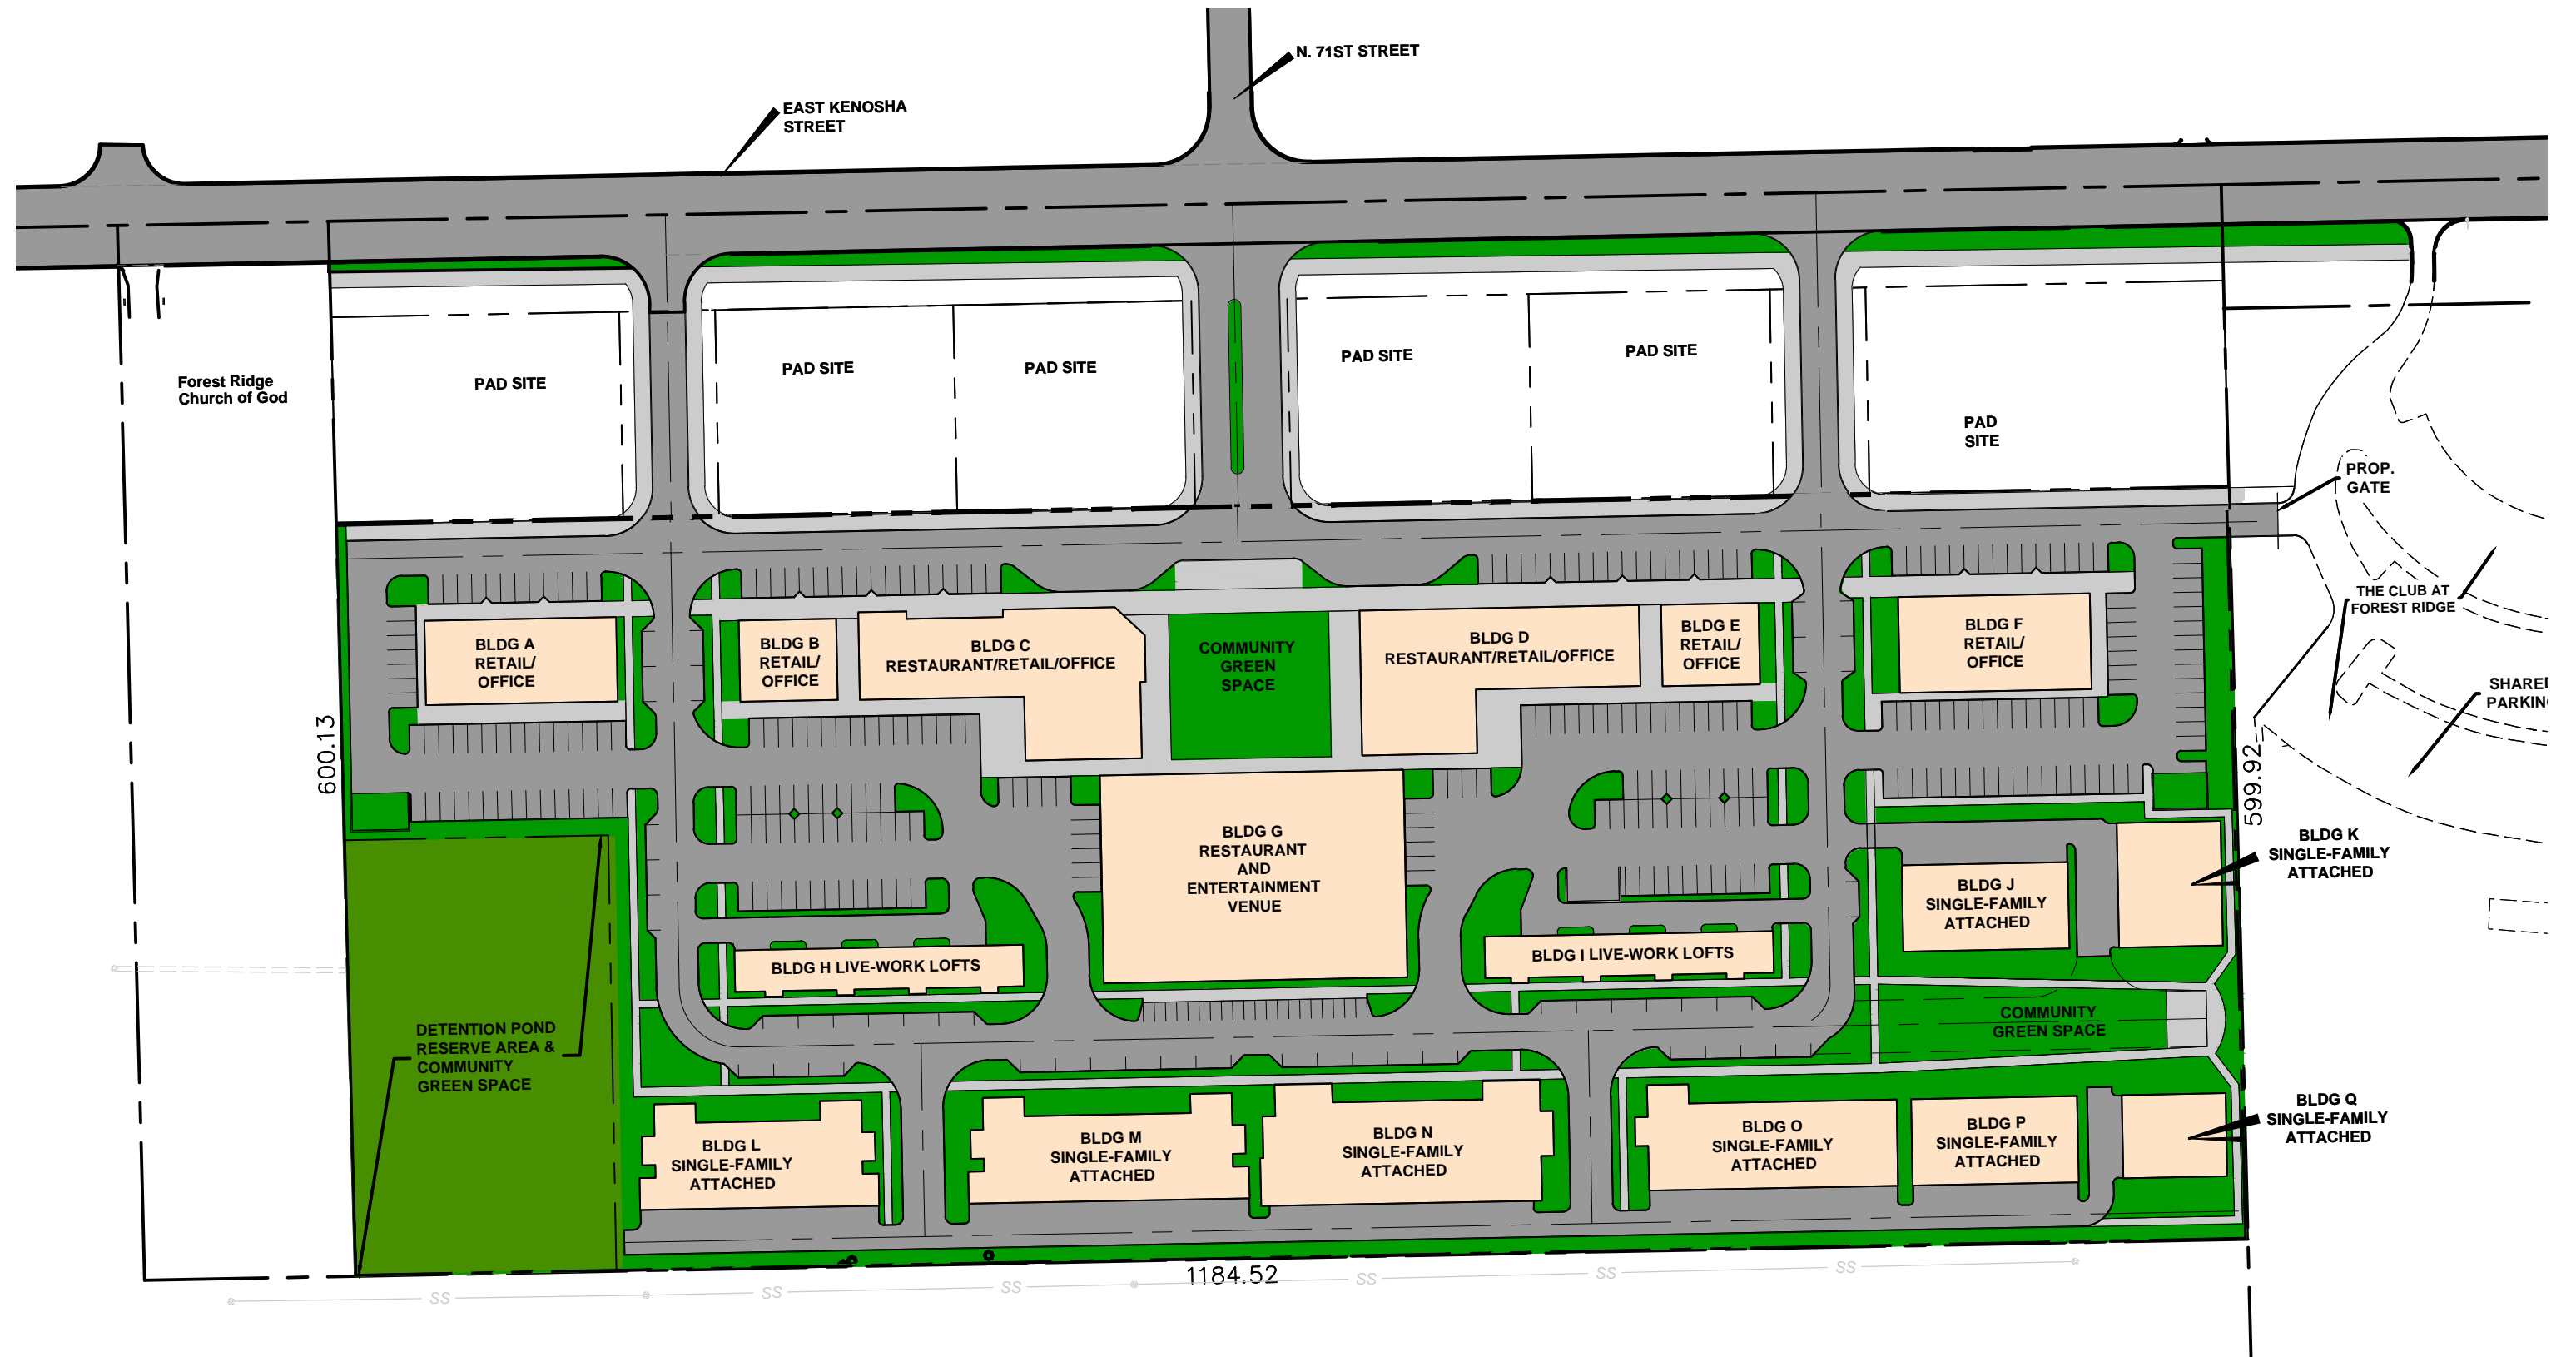 N. 71ST STREET
EAST KENOSHA
STREET
Forest Ridge
Church of God
PAD SITE
PAD SITE
PAD SITE
PAD SITE
PAD SITE
PAD
SITE
PROP.
GATE
THE CLUB AT
FOREST RIDGE
SHARE
PARKIN
BLDG A
RETAIL/
OFFICE
BLDG B
RETAIL/
OFFICE
BLDG C
RESTAURANT/RETAIL/OFFICE
COMMUNITY
GREEN
SPACE
BLDG D
RESTAURANT/RETAIL/OFFICE
BLDG E
RETAIL/
OFFICE
BLDG F
RETAIL/
OFFICE
600.13
599.92
BLDG G
RESTAURANT
AND
ENTERTAINMENT
VENUE
BLDG H LIVE-WORK LOFTS
BLDG I LIVE-WORK LOFTS
BLDG J
SINGLE-FAMILY
ATTACHED
BLDG K
SINGLE-FAMILY
ATTACHED
COMMUNITY
GREEN SPACE
DETENTION POND
RESERVE AREA &
COMMUNITY
GREEN SPACE
BLDG L
SINGLE-FAMILY
ATTACHED
BLDG M
SINGLE-FAMILY
ATTACHED
BLDG N
SINGLE-FAMILY
ATTACHED
BLDG O
SINGLE-FAMILY
ATTACHED
BLDG P
SINGLE-FAMILY
ATTACHED
BLDG Q
SINGLE-FAMILY
ATTACHED
1184.52
SS
SS
SS
SS
SS
SS